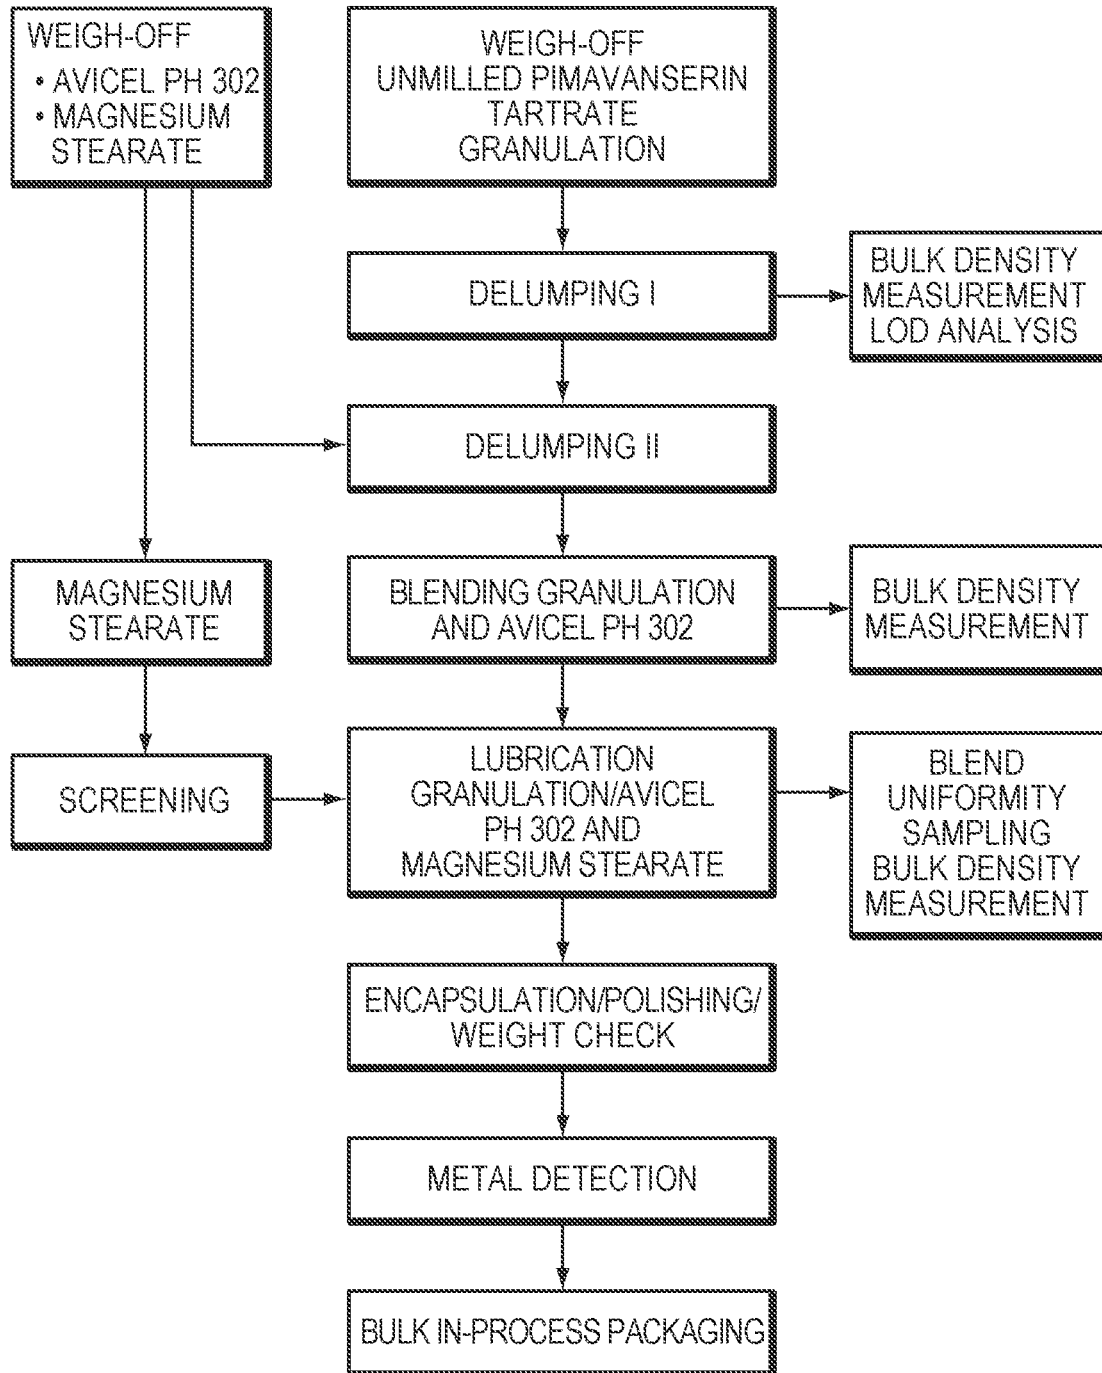 WEIGH-OFF
• AVICEL PH 302
• MAGNESIUM
STEARATE
WEIGH-OFF
UNMILLED PIMAVANSERIN
TARTRATE
GRANULATION
DELUMPING I
BULK DENSITY
MEASUREMENT
LOD ANALYSIS
DELUMPING II
MAGNESIUM
STEARATE
BLENDING GRANULATION
AND AVICEL PH 302
BULK DENSITY
MEASUREMENT
SCREENING
LUBRICATION
GRANULATION/AVICEL
PH 302 AND
MAGNESIUM STEARATE
BLEND
UNIFORMITY
SAMPLING
BULK DENSITY
MEASUREMENT
ENCAPSULATION/POLISHING/
WEIGHT CHECK
METAL DETECTION
BULK IN-PROCESS PACKAGING